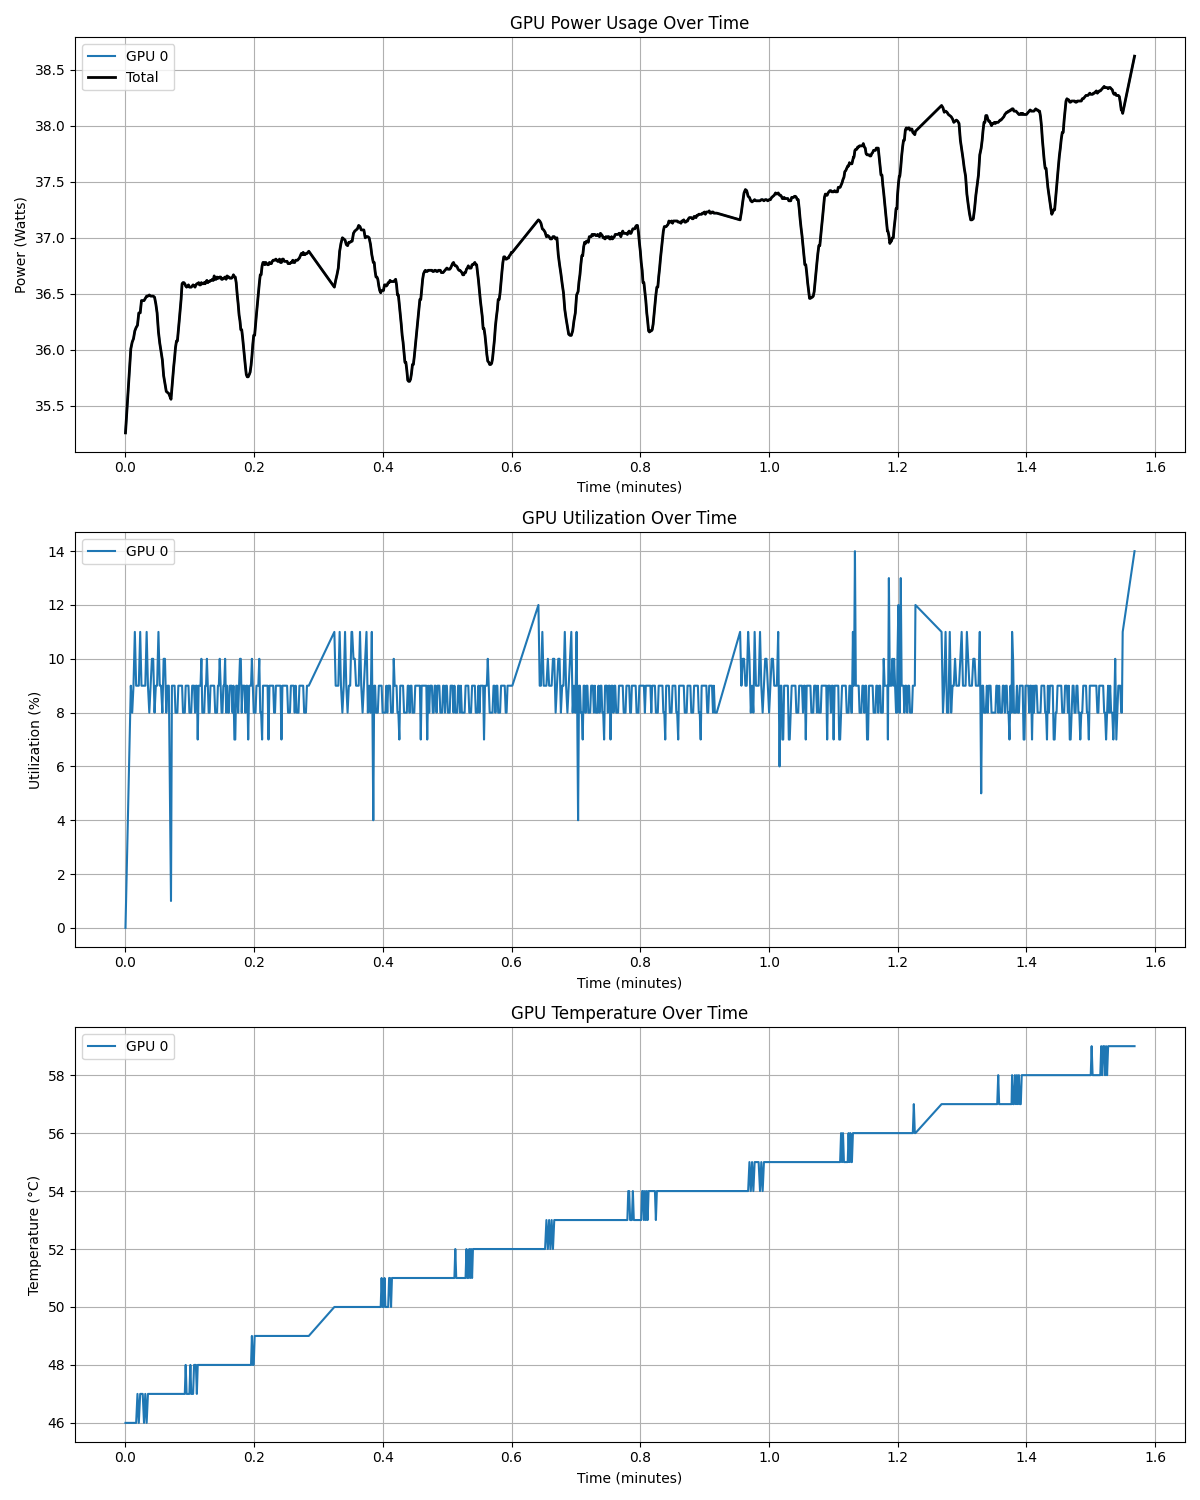 GPU Power Usage Over Time
GPU 0
Total
38.5
38.0
37.5
37.0
36.5
36.0
35.5
Power (Watts)
0.0 0.2 0.4 0.6 0.8 1.0 1.2 1.4 1.6
Time (minutes)
GPU Utilization Over Time
GPU 0
14
12
10
8
6
4
2
0
Utilization (%)
0.0 0.2 0.4 0.6 0.8 1.0 1.2 1.4 1.6
Time (minutes)
GPU Temperature Over Time
GPU 0
58
56
54
52
50
48
46
Temperature (°C)
0.0 0.2 0.4 0.6 0.8 1.0 1.2 1.4 1.6
Time (minutes)